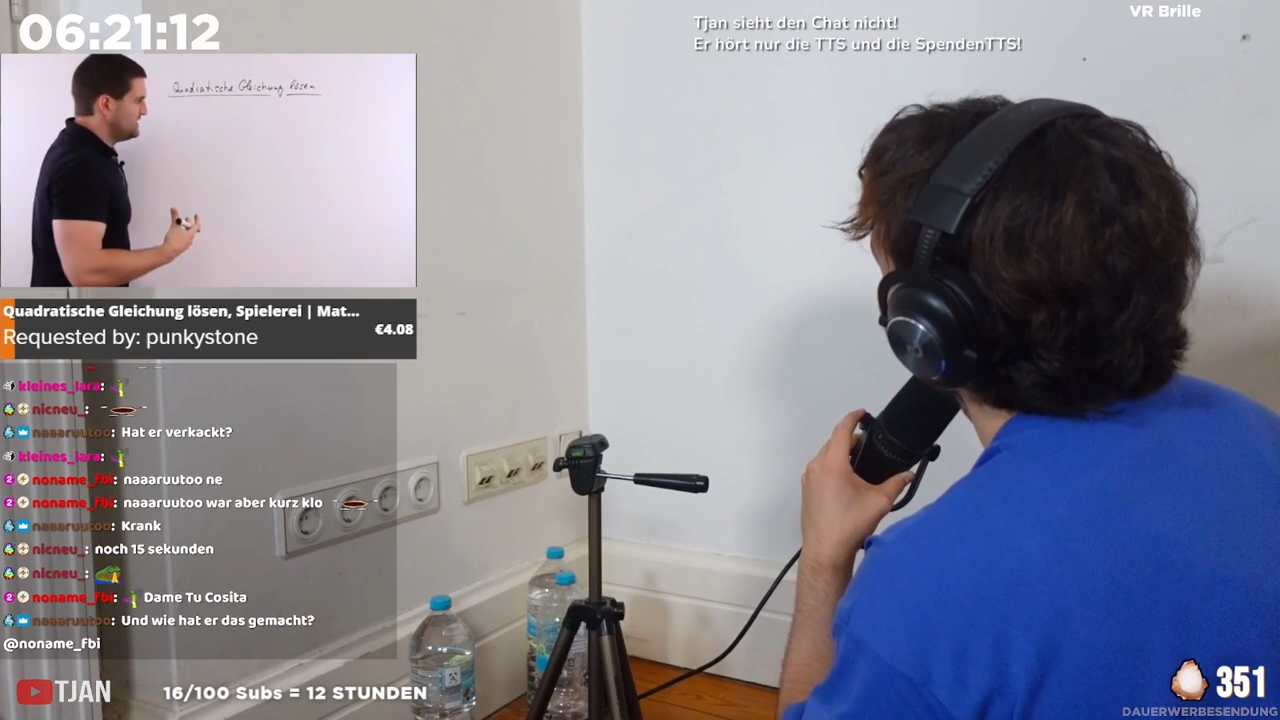 06:21:12
Tjan sieht den Chat nicht!
Er hört nur die TTS und die SpendenTTS!
VR Brille
Quadratische Gleichung lösen
Quadratische Gleichung lösen, Spielerei | Mat...
Requested by: punkystone
€4.08
kleines_lara:
nicneu_:
naaaruutoo: Hat er verkackt?
kleines_lara:
noname_fbi: naaaruutoo ne
noname_fbi: naaaruutoo war aber kurz klo
naaaruutoo: Krank
nicneu_: noch 15 sekunden
nicneu_:
noname_fbi: Dame Tu Cosita
naaaruutoo: Und wie hat er das gemacht?
@noname_fbi
TJAN
16/100 Subs = 12 STUNDEN
351
DAUERWERBESENDUNG